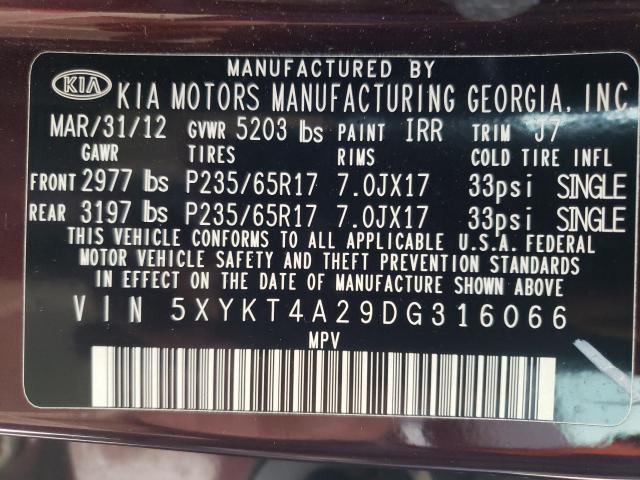 MANUFACTURED BY
KIA KIA MOTORS MANUFACTURING GEORGIA, INC
MAR/31/12 GVWR 5203 lbs PAINT IRR TRIM J7
GAWR TIRES RIMS COLD TIRE INFL
FRONT 2977 lbs P235/65R17 7.0JX17 33psi SINGLE
REAR 3197 lbs P235/65R17 7.0JX17 33psi SINGLE
THIS VEHICLE CONFORMS TO ALL APPLICABLE U.S.A. FEDERAL
MOTOR VEHICLE SAFETY AND THEFT PREVENTION STANDARDS
IN EFFECT ON THE DATE OF MANUFACTURE SHOWN ABOVE
VIN 5XYKT4A29DG316066
MPV